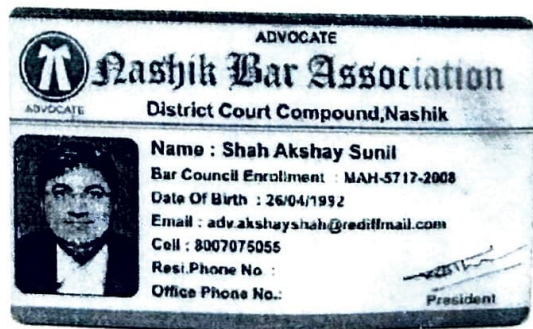 ADVOCATE
Nashik Bar Association
ADVOCATE
District Court Compound,Nashik
Name : Shah Akshay Sunil
Bar Council Enrollment : MAH-5717-2008
Date Of Birth : 26/04/1992
Email : adv.akshayshah@rediffmail.com
Cell : 8007075055
Resi.Phone No. :
Office Phone No.:
President